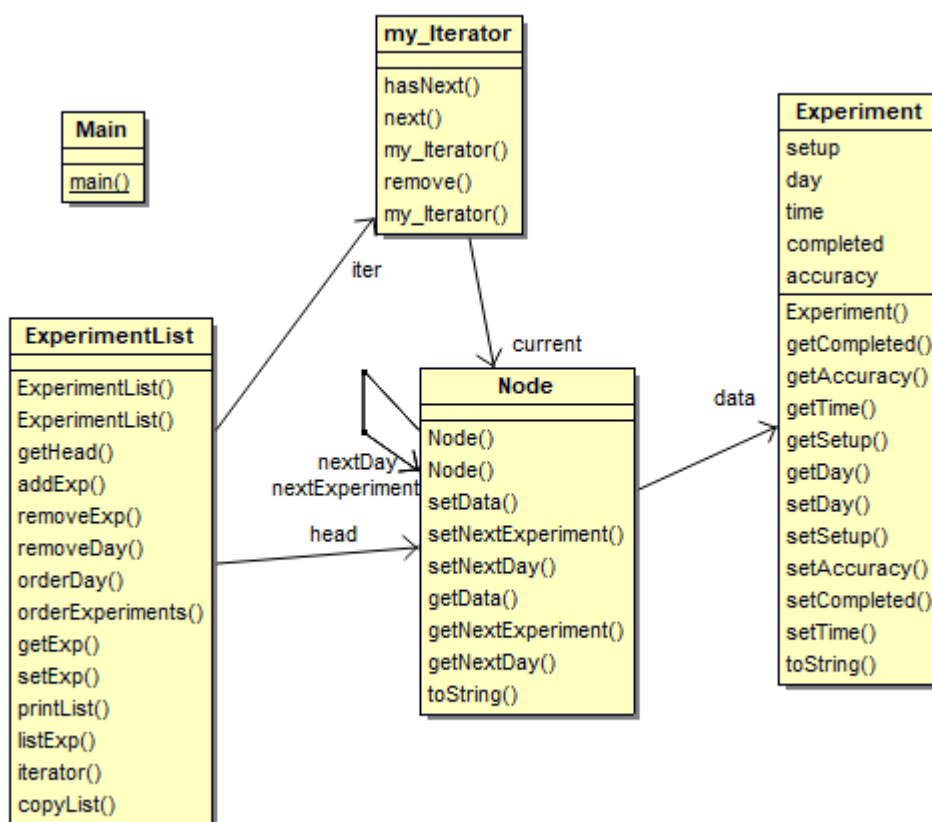 my_Iterator
hasNext()
next()
my_Iterator()
remove()
my_Iterator()
Main
main()
Experiment
setup
day
time
completed
accuracy
Experiment()
getCompleted()
getAccuracy()
getTime()
getSetup()
getDay()
setDay()
setSetup()
setAccuracy()
setCompleted()
setTime()
toString()
iter
current
data
ExperimentList
ExperimentList()
ExperimentList()
getHead()
addExp()
removeExp()
removeDay()
orderDay()
orderExperiments()
getExp()
setExp()
printList()
listExp()
iterator()
copyList()
nextDay
nextExperiment
head
Node
Node()
Node()
setData()
setNextExperiment()
setNextDay()
getData()
getNextExperiment()
getNextDay()
toString()